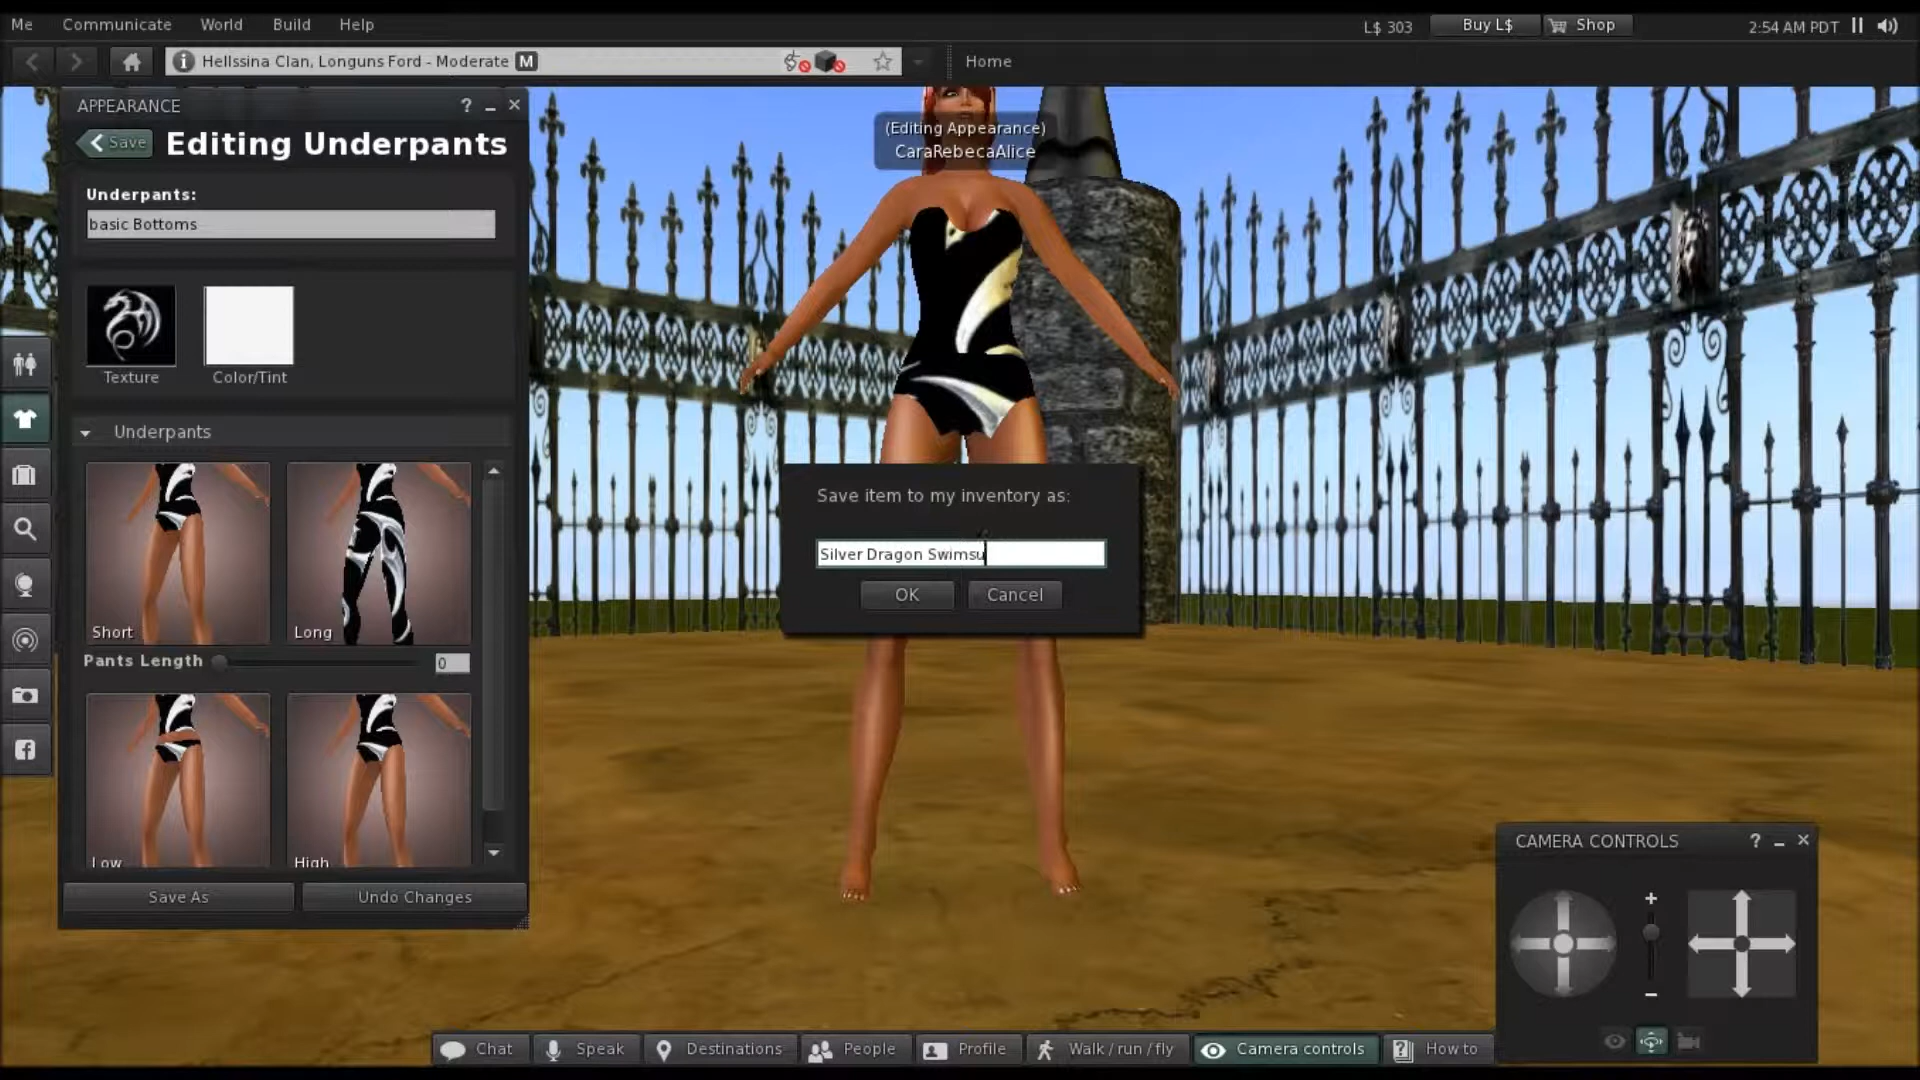 Me Communicate World Build Help
L$ 303 Buy L$ Shop 2:54 AM PDT
Hellssina Clan, Longuns Ford - Moderate M
Home
APPEARANCE ?
Save Editing Underpants
Underpants:
basic Bottoms
Texture Color/Tint
Underpants
Short Long
Pants Length 0
Low High
Save As Undo Changes
(Editing Appearance)
CaraRebecaAlice
Save item to my inventory as:
Silver Dragon Swimsu
OK Cancel
CAMERA CONTROLS ?
Chat Speak Destinations People Profile Walk / run / fly Camera controls How to